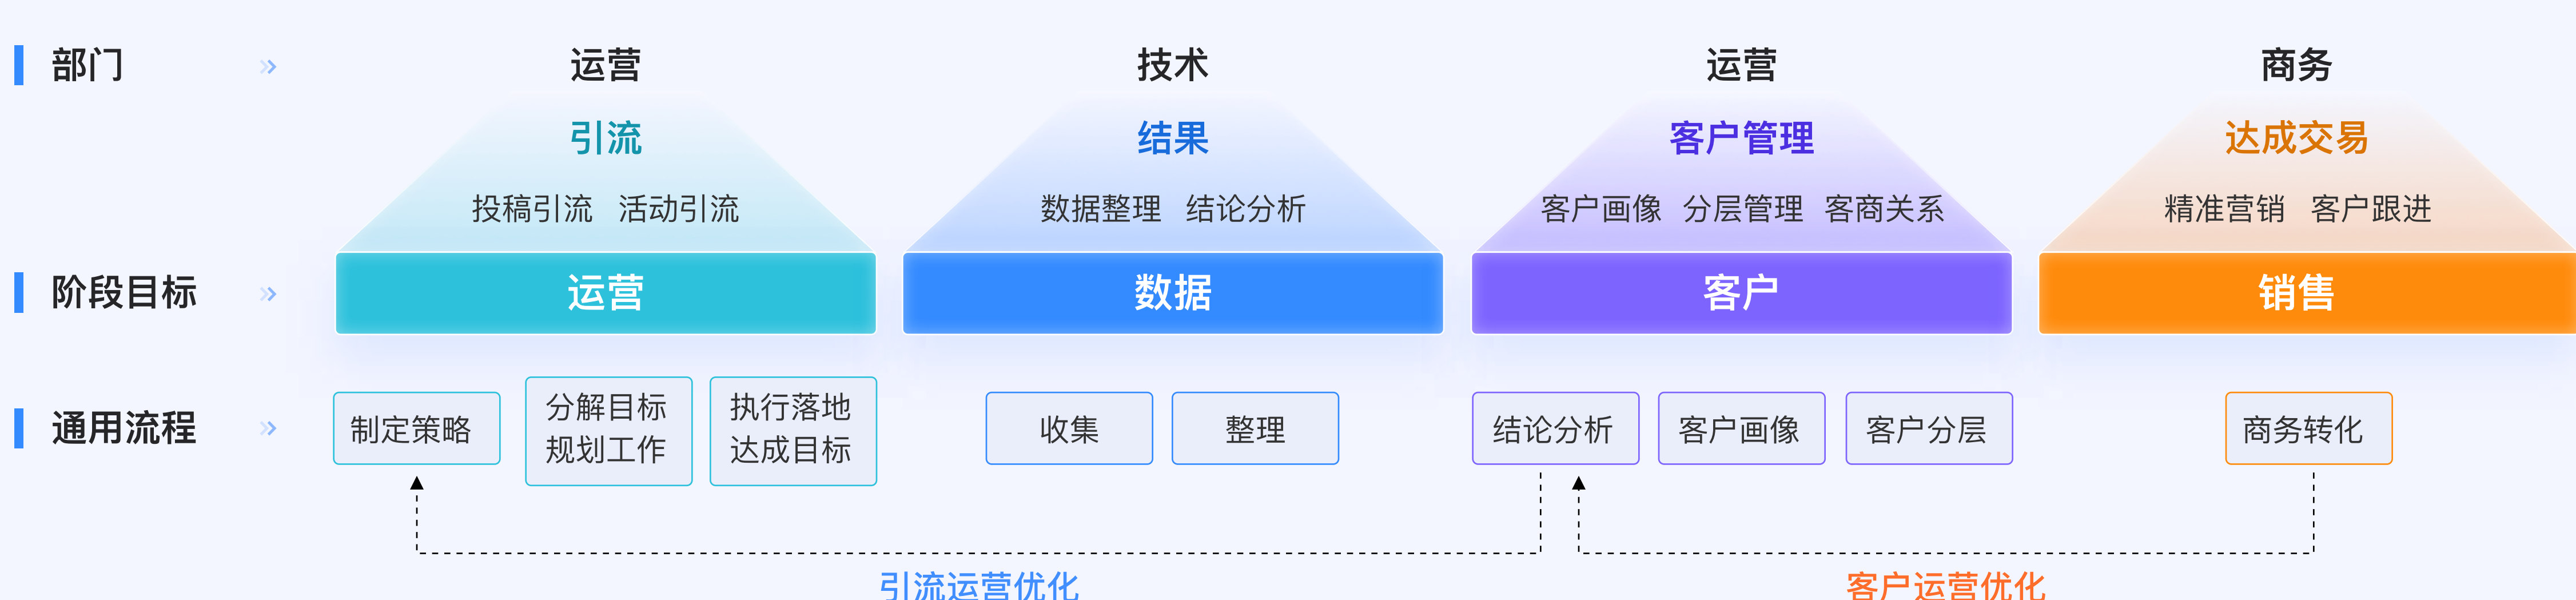 部门 运营 技术 运营 商务
引流 结果 客户管理 达成交易
投稿引流 活动引流 数据整理 结论分析 客户画像 分层管理 客商关系 精准营销 客户跟进
阶段目标 运营 数据 客户 销售
通用流程 制定策略 分解目标 执行落地 收集 整理 结论分析 客户画像 客户分层 商务转化
规划工作 达成目标
引流运营优化 客户运营优化